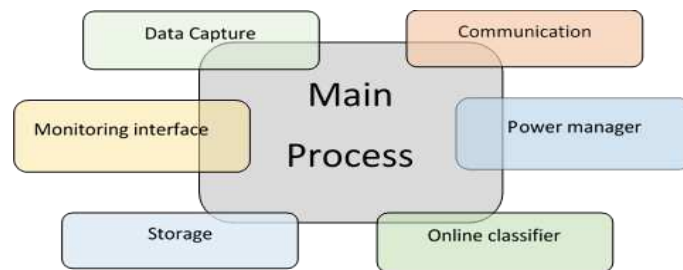 Data Capture
Communication
Main
Process
Monitoring interface
Power manager
Storage
Online classifier